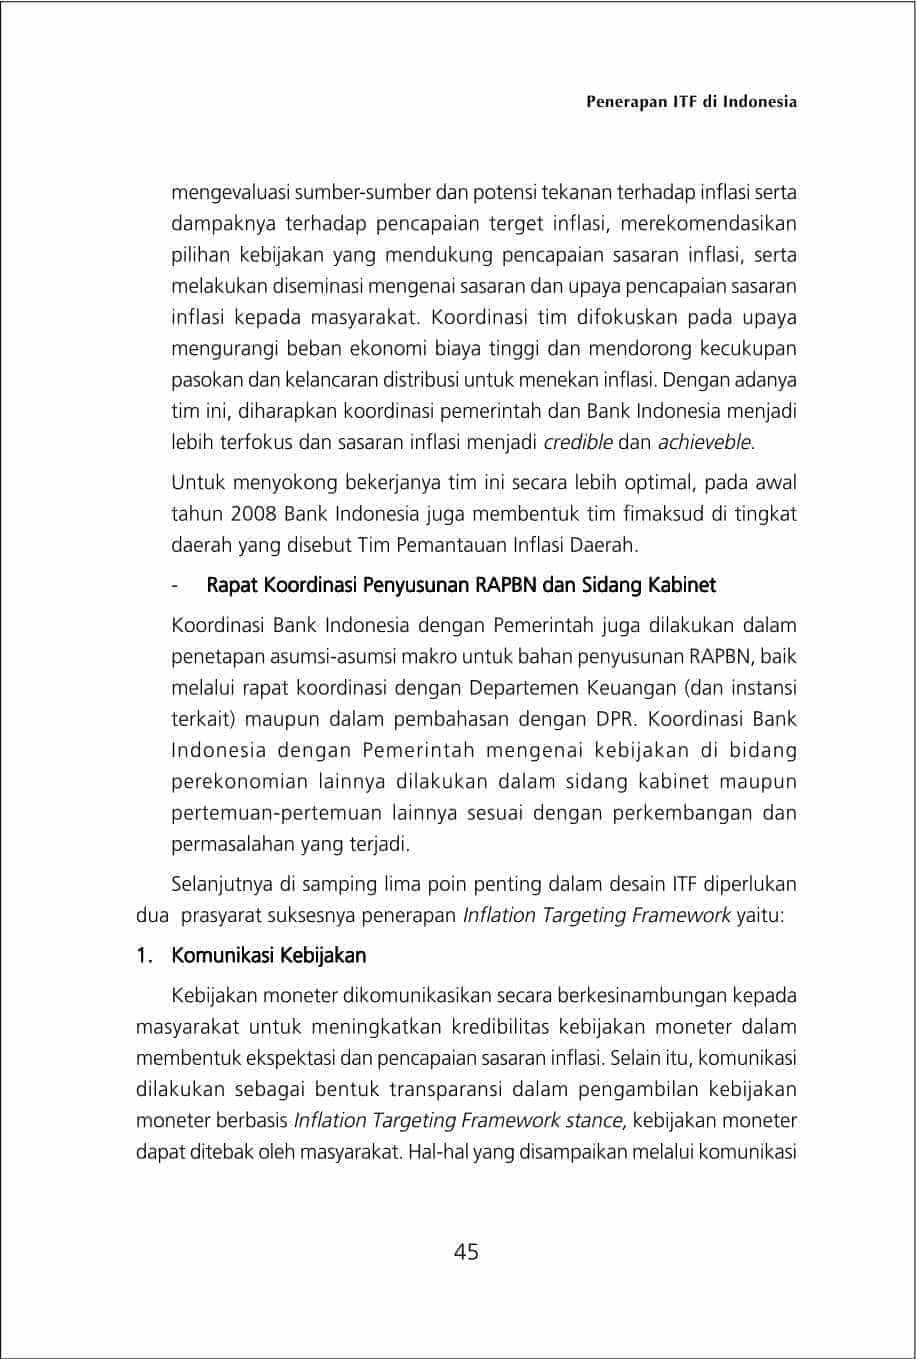 Penerapan ITF di Indonesia
mengevaluasi sumber-sumber dan potensi tekanan terhadap inflasi serta
dampaknya terhadap pencapaian terget inflasi, merekomendasikan
pilihan kebijakan yang mendukung pencapaian sasaran inflasi, serta
melakukan diseminasi mengenai sasaran dan upaya pencapaian sasaran
inflasi kepada masyarakat. Koordinasi tim difokuskan pada upaya
mengurangi beban ekonomi biaya tinggi dan mendorong kecukupan
pasokan dan kelancaran distribusi untuk menekan inflasi. Dengan adanya
tim ini, diharapkan koordinasi pemerintah dan Bank Indonesia menjadi
lebih terfokus dan sasaran inflasi menjadi credible dan achieveble.
Untuk menyokong bekerjanya tim ini secara lebih optimal, pada awal
tahun 2008 Bank Indonesia juga membentuk tim fimaksud di tingkat
daerah yang disebut Tim Pemantauan Inflasi Daerah.
- Rapat Koordinasi Penyusunan RAPBN dan Sidang Kabinet
Koordinasi Bank Indonesia dengan Pemerintah juga dilakukan dalam
penetapan asumsi-asumsi makro untuk bahan penyusunan RAPBN, baik
melalui rapat koordinasi dengan Departemen Keuangan (dan instansi
terkait) maupun dalam pembahasan dengan DPR. Koordinasi Bank
Indonesia dengan Pemerintah mengenai kebijakan di bidang
perekonomian lainnya dilakukan dalam sidang kabinet maupun
pertemuan-pertemuan lainnya sesuai dengan perkembangan dan
permasalahan yang terjadi.
Selanjutnya di samping lima poin penting dalam desain ITF diperlukan
dua prasyarat suksesnya penerapan Inflation Targeting Framework yaitu:
1. Komunikasi Kebijakan
Kebijakan moneter dikomunikasikan secara berkesinambungan kepada
masyarakat untuk meningkatkan kredibilitas kebijakan moneter dalam
membentuk ekspektasi dan pencapaian sasaran inflasi. Selain itu, komunikasi
dilakukan sebagai bentuk transparansi dalam pengambilan kebijakan
moneter berbasis Inflation Targeting Framework stance, kebijakan moneter
dapat ditebak oleh masyarakat. Hal-hal yang disampaikan melalui komunikasi
45